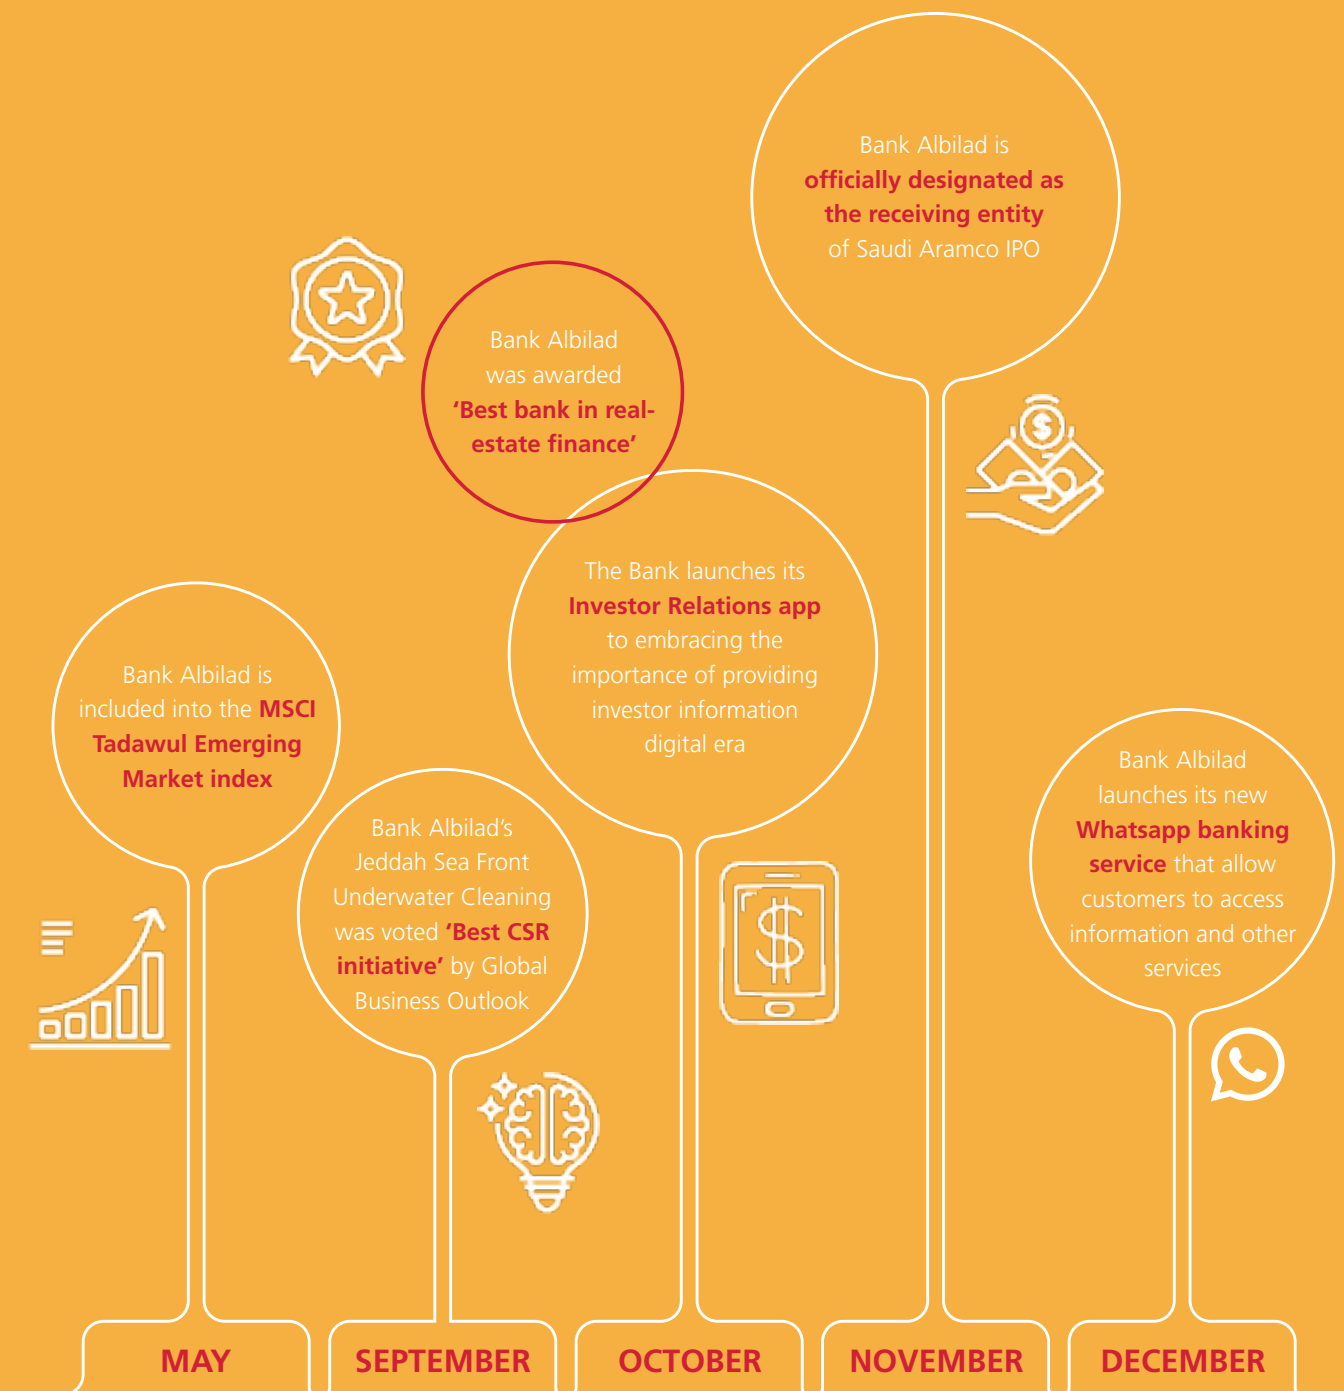 Bank Albilad is
officially designated as
the receiving entity
of Saudi Aramco IPO
Bank Albilad
was awarded
‘Best bank in real-
estate finance’
The Bank launches its
Investor Relations app
to embracing the
importance of providing
investor information
digital era
Bank Albilad is
included into the MSCI
Tadawul Emerging
Market index
Bank Albilad’s
Jeddah Sea Front
Underwater Cleaning
was voted ‘Best CSR
initiative’ by Global
Business Outlook
Bank Albilad
launches its new
Whatsapp banking
service that allow
customers to access
information and other
services
MAY
SEPTEMBER
OCTOBER
NOVEMBER
DECEMBER